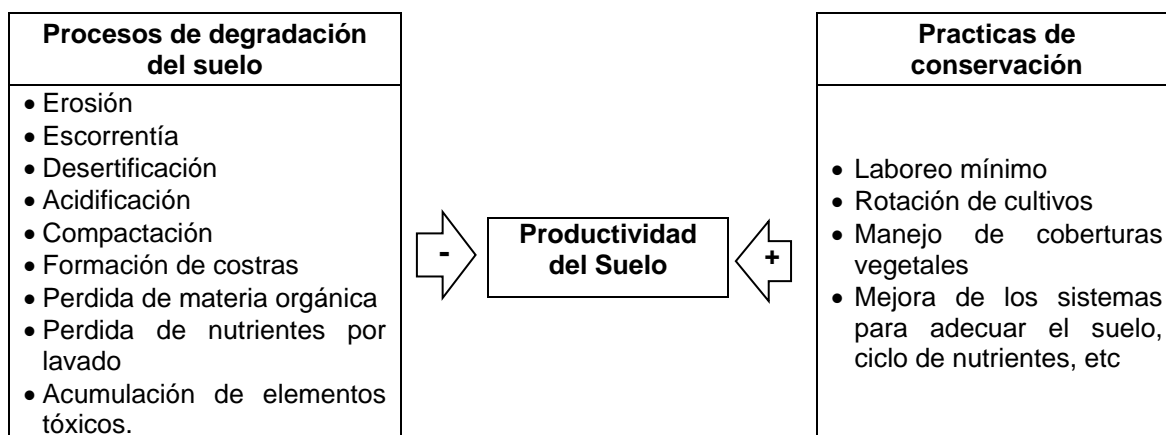 Procesos de degradación
del suelo
• Erosión
• Escorrentía
• Desertificación
• Acidificación
• Compactación
• Formación de costras
• Perdida de materia orgánica
• Perdida de nutrientes por
lavado
• Acumulación de elementos
tóxicos.
-
Productividad
del Suelo
+
Practicas de
conservación
• Laboreo mínimo
• Rotación de cultivos
• Manejo de coberturas
vegetales
• Mejora de los sistemas
para adecuar el suelo,
ciclo de nutrientes, etc